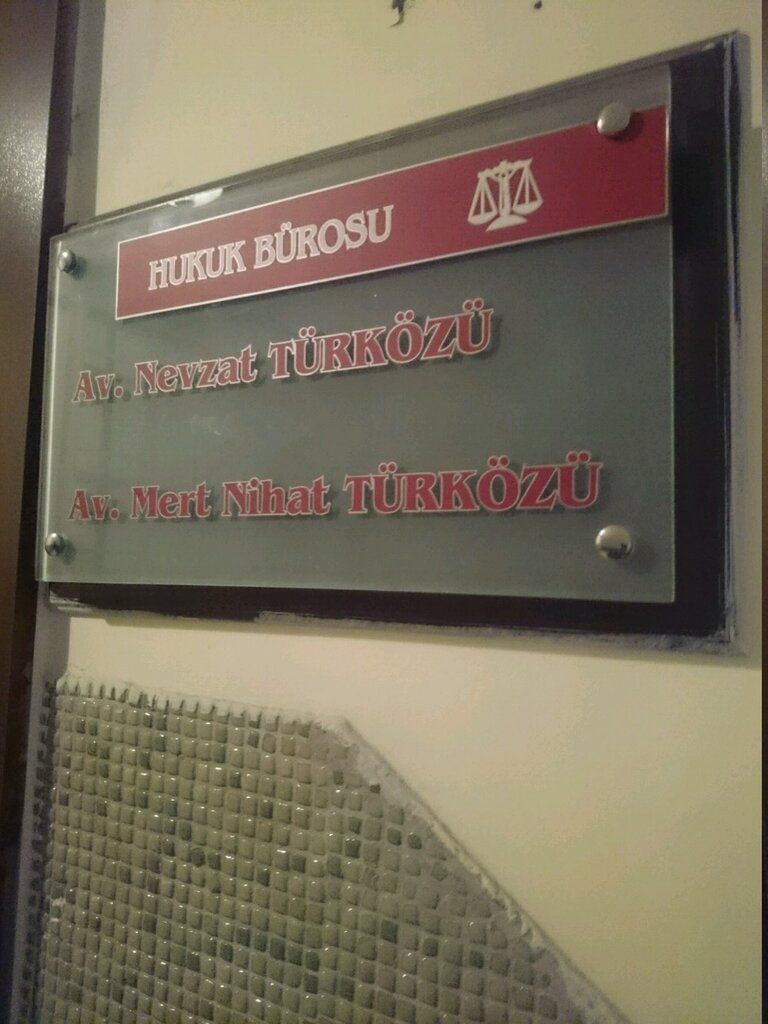 HUKUK BÜROSU
Av. Nevzat TÜRKÖZÜ
Av. Mert Nihat TÜRKÖZÜ